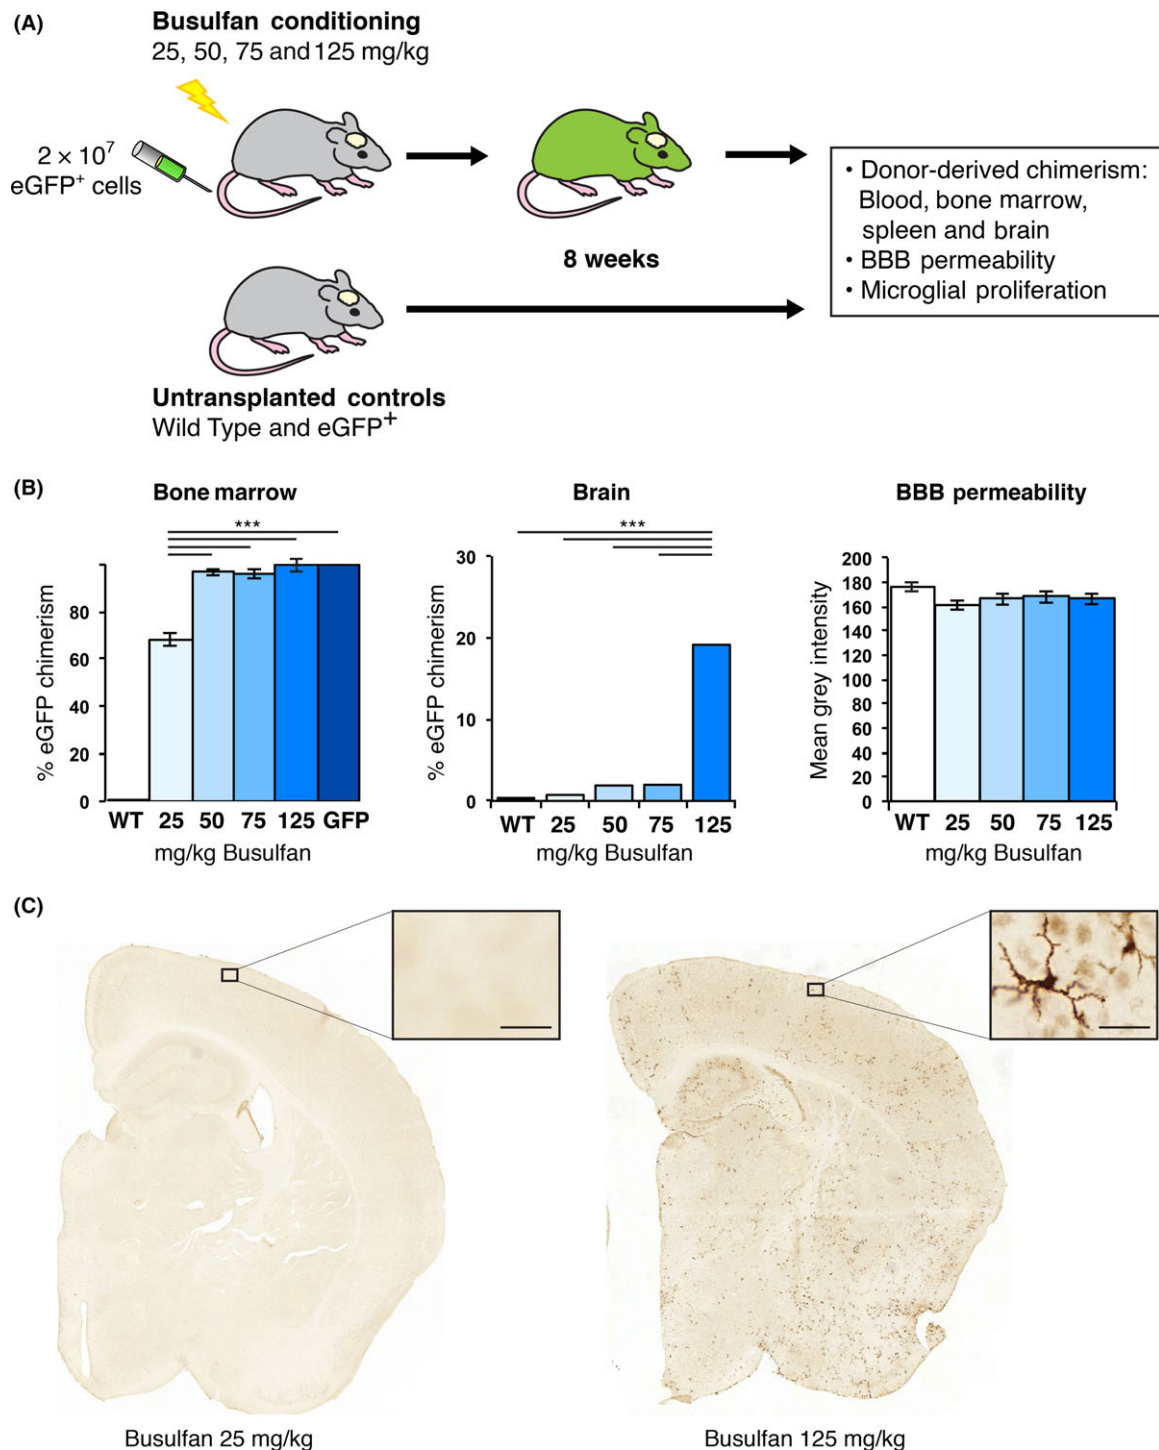 (A)
Busulfan conditioning
25, 50, 75 and 125 mg/kg
2 × 10⁷
eGFP⁺ cells
8 weeks
• Donor-derived chimerism:
Blood, bone marrow,
spleen and brain
• BBB permeability
• Microglial proliferation
Untransplanted controls
Wild Type and eGFP⁺
(B)
Bone marrow
***
% eGFP chimerism
80
60
40
20
0
WT 25 50 75 125 GFP
mg/kg Busulfan
Brain
***
% eGFP chimerism
30
20
10
0
WT 25 50 75 125
mg/kg Busulfan
BBB permeability
Mean grey intensity
200
180
160
140
120
100
80
60
40
20
0
WT 25 50 75 125
mg/kg Busulfan
(C)
Busulfan 25 mg/kg
Busulfan 125 mg/kg